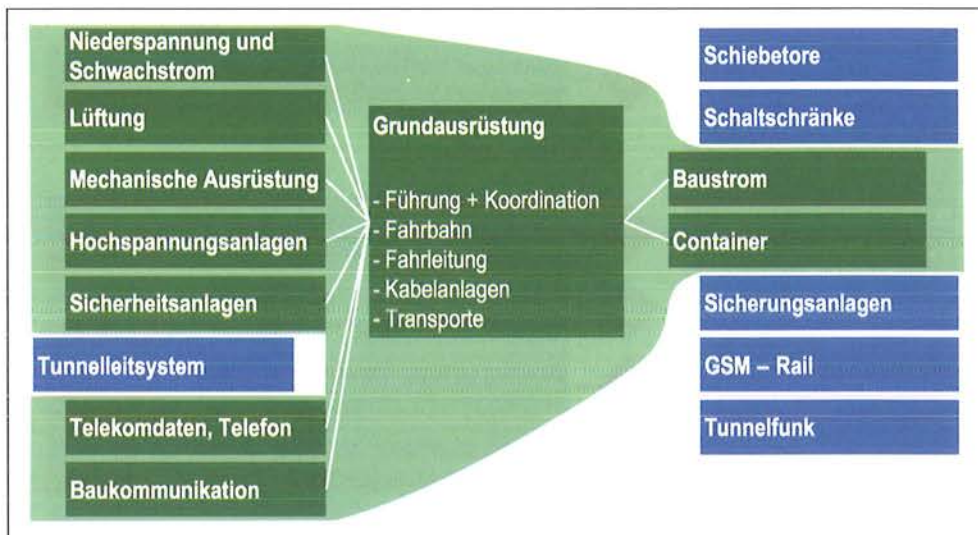 Niederspannung und
Schwachstrom
Lüftung
Mechanische Ausrüstung
Hochspannungsanlagen
Sicherheitsanlagen
Tunnelleitsystem
Telekomdaten, Telefon
Baukommunikation
Grundausrüstung
- Führung + Koordination
- Fahrbahn
- Fahrleitung
- Kabelanlagen
- Transporte
Schiebetore
Schaltschränke
Baustrom
Container
Sicherungsanlagen
GSM – Rail
Tunnelfunk